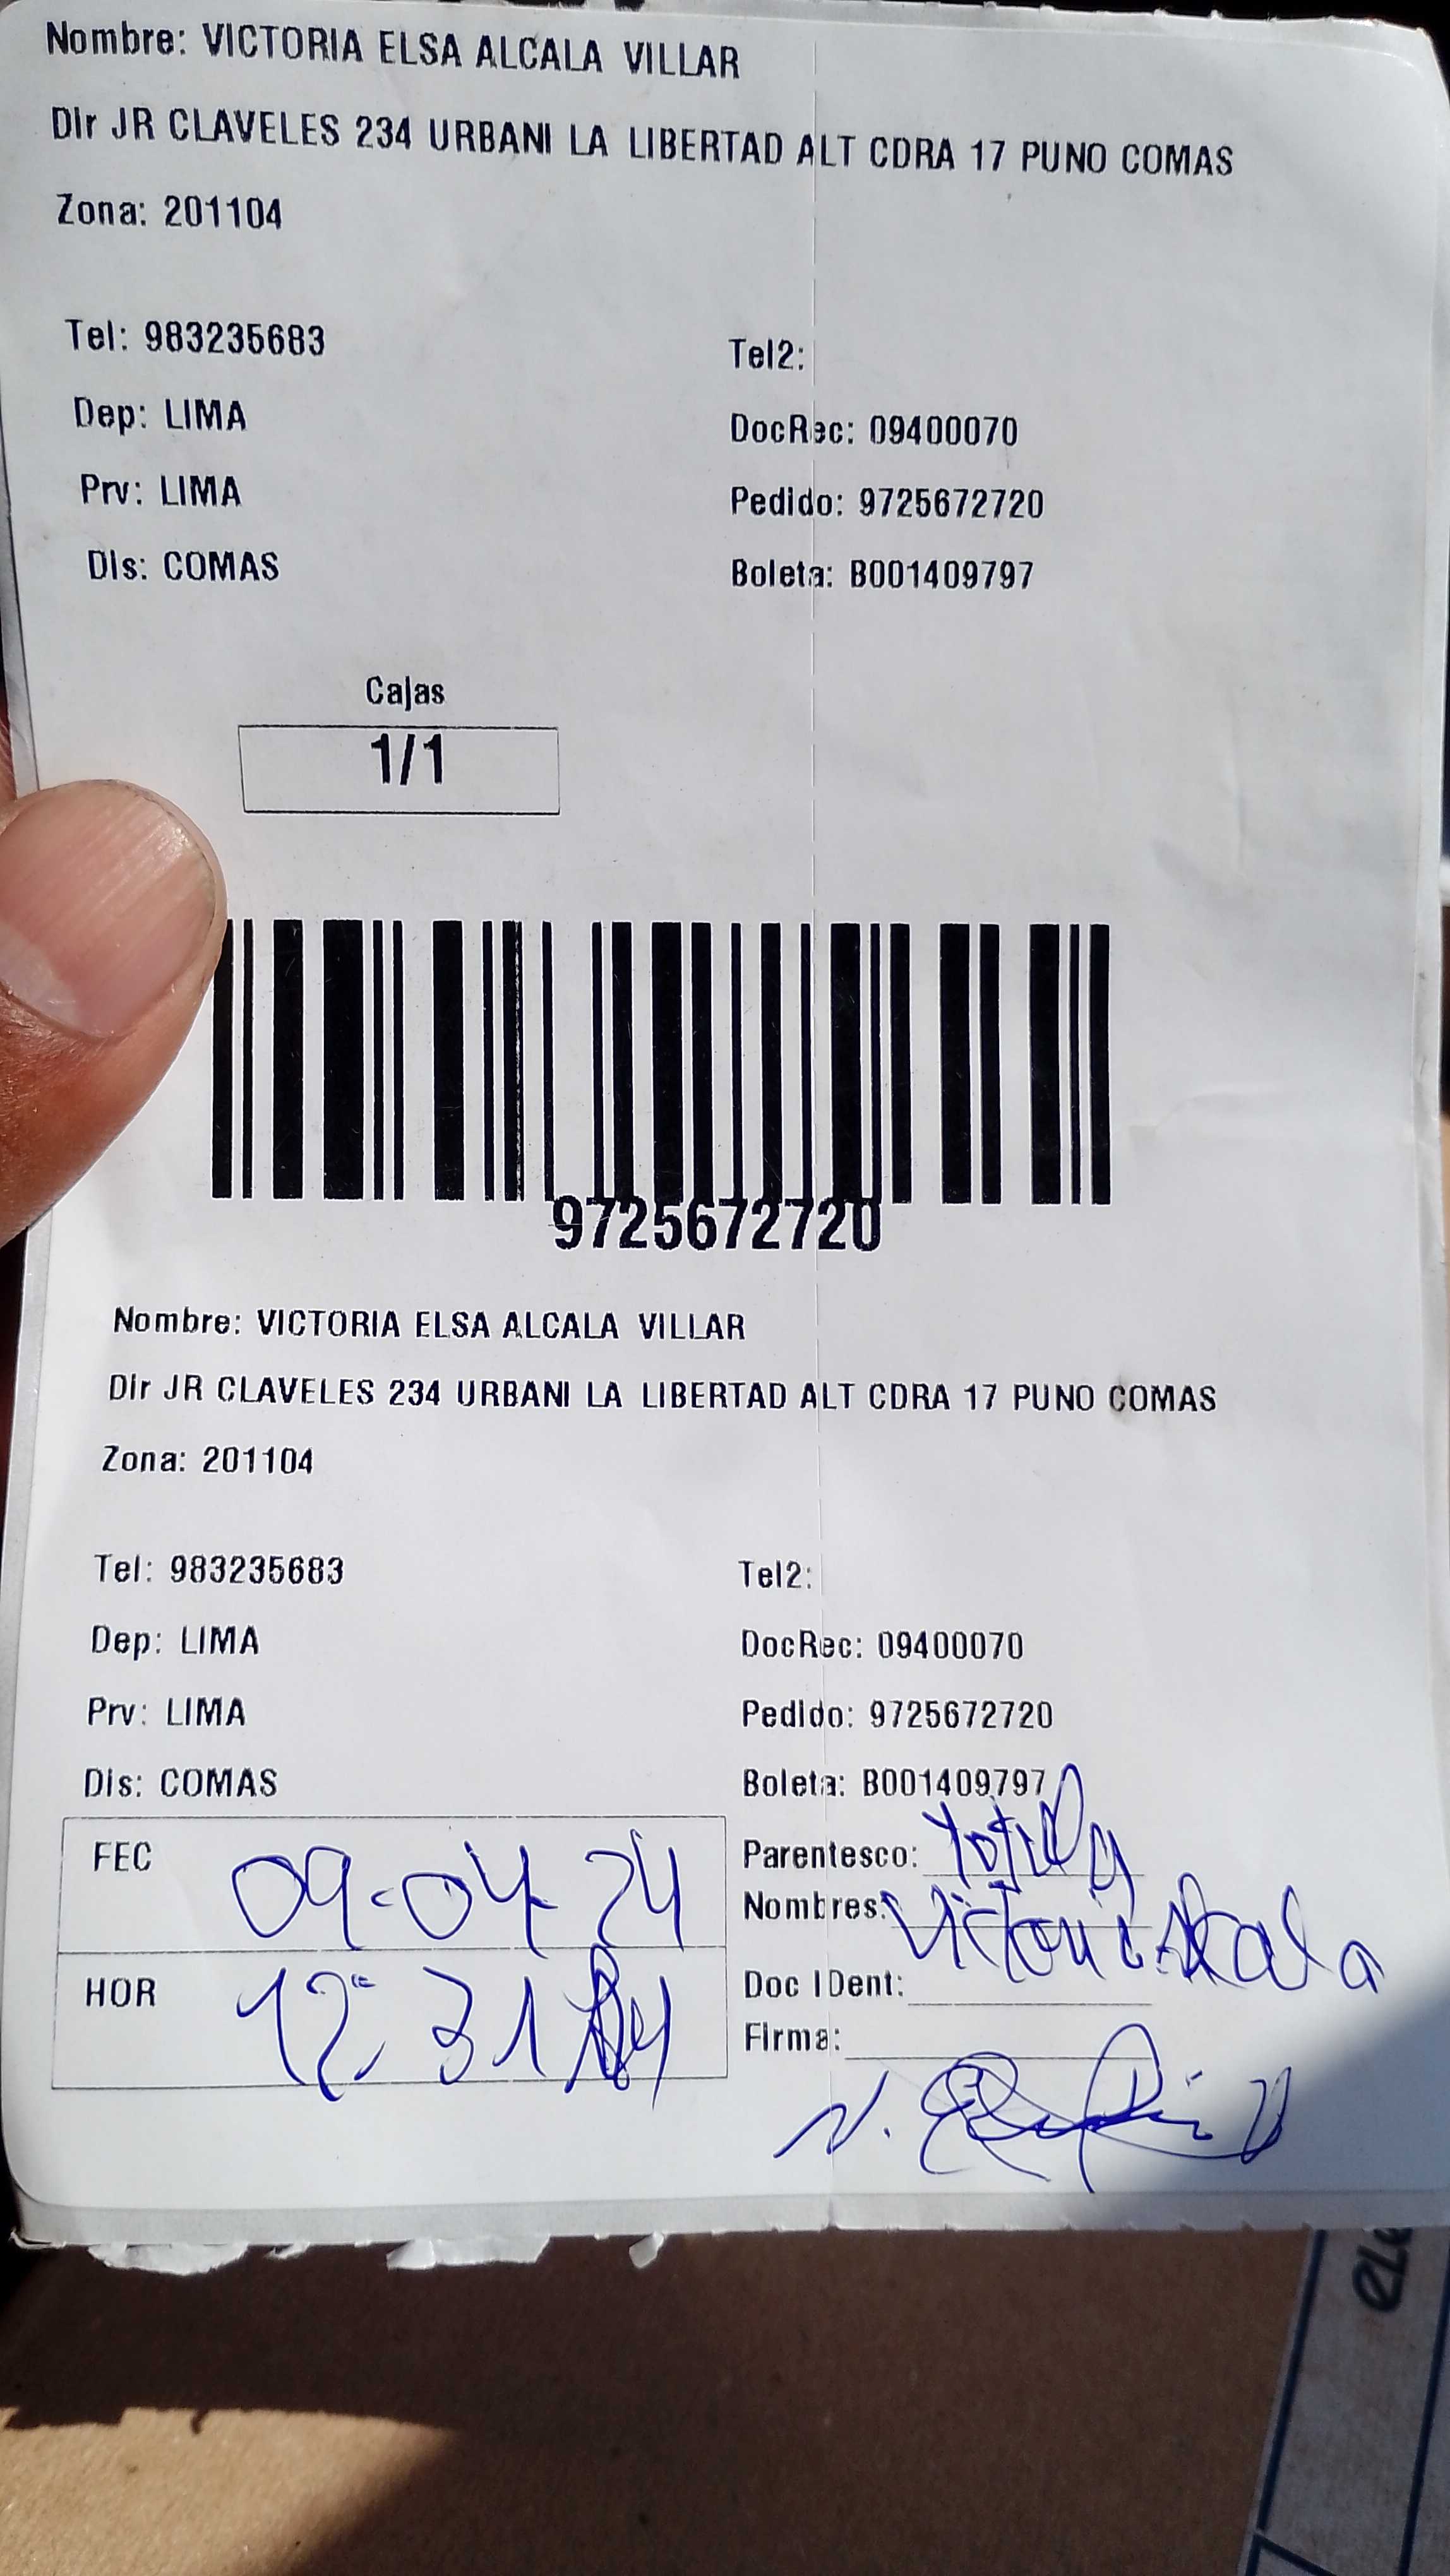 Nombre: VICTORIA ELSA ALCALA VILLAR
Dir JR CLAVELES 234 URBANI LA LIBERTAD ALT CDRA 17 PUNO COMAS
Zona: 201104
Tel: 983235683
Tel2:
Dep: LIMA
DocRec: 09400070
Prv: LIMA
Pedido: 9725672720
Dis: COMAS
Boleta: B001409797
Cajas
1/1
9725672720
Nombre: VICTORIA ELSA ALCALA VILLAR
Dir JR CLAVELES 234 URBANI LA LIBERTAD ALT CDRA 17 PUNO COMAS
Zona: 201104
Tel: 983235683
Tel2:
Dep: LIMA
DocRec: 09400070
Prv: LIMA
Pedido: 9725672720
Dis: COMAS
Boleta: B001409797
FEC 09-04-24
Parentesco:
Nombres: Victoria Alcala
HOR 12:31
Doc IDent:
Firma: